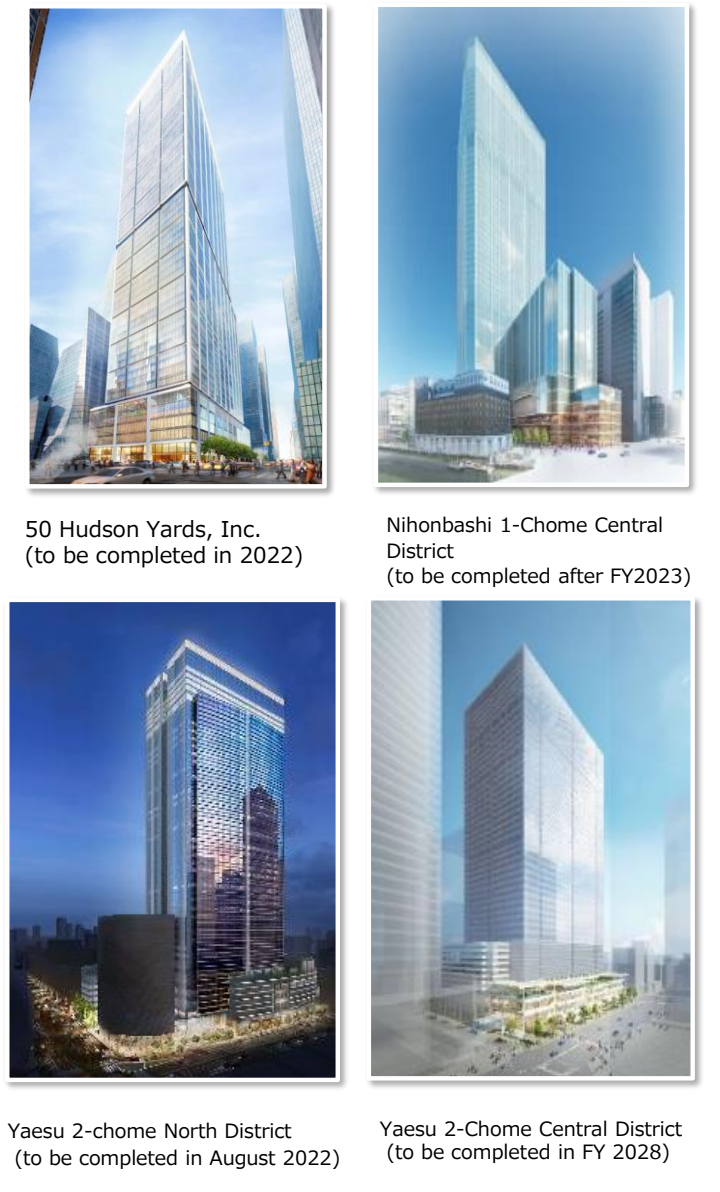 50 Hudson Yards, Inc.
(to be completed in 2022)
Nihonbashi 1-Chome Central
District
(to be completed after FY2023)
Yaesu 2-chome North District
(to be completed in August 2022)
Yaesu 2-Chome Central District
(to be completed in FY 2028)